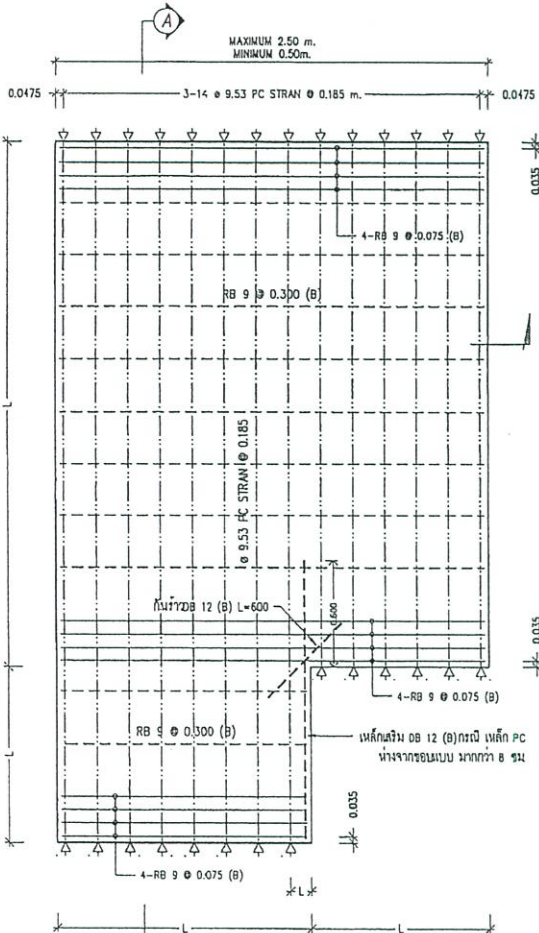 A
MAXIMUM 2.50 m.
MINIMUM 0.50m.
0.0475
3-14 ø 9.53 PC STRAN @ 0.185 m.
0.0475
0.035
4-RB 9 @ 0.075 (B)
RB 9 @ 0.300 (B)
L
ø 9.53 PC STRAN @ 0.185
กันร้าวDB 12 (B) L=600
0.600
0.035
4-RB 9 @ 0.075 (B)
RB 9 @ 0.300 (B)
L
เหล็กเสริม DB 12 (B)กรณี เหล็ก PC
ห่างจากขอบแบบ มากกว่า 8 ซม
0.035
4-RB 9 @ 0.075 (B)
L
L
L